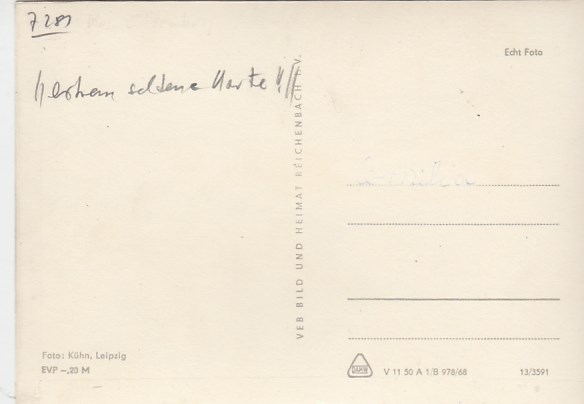 7281
Echt Foto
seltene Karte !!!
VEB BILD UND HEIMAT REICHENBACH I. V.
Foto: Kühn, Leipzig
EVP –,20 M
V 11 50 A 1/B 978/68
13/3591